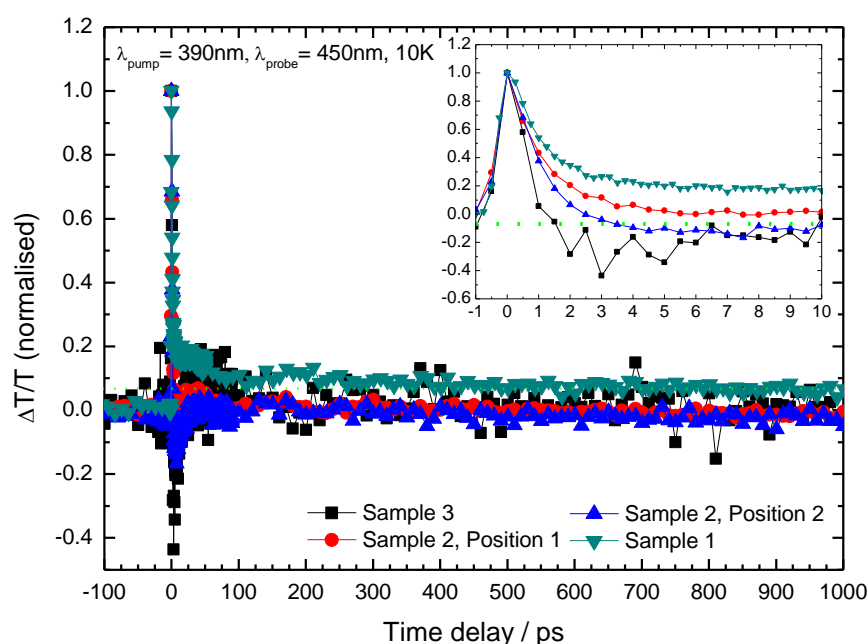 λpump= 390nm, λprobe= 450nm, 10K
1.2
1.0
0.8
0.6
0.4
0.2
0.0
-0.2
-0.4
ΔT/T (normalised)
1.2
1.0
0.8
0.6
0.4
0.2
0.0
-0.2
-0.4
-0.6
-1 0 1 2 3 4 5 6 7 8 9 10
Sample 3
Sample 2, Position 1
Sample 2, Position 2
Sample 1
-100 0 100 200 300 400 500 600 700 800 900 1000
Time delay / ps